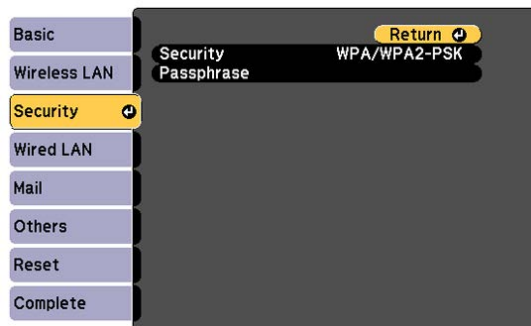 Basic
Wireless LAN
Security
Wired LAN
Mail
Others
Reset
Complete
Return
Security WPA/WPA2-PSK
Passphrase